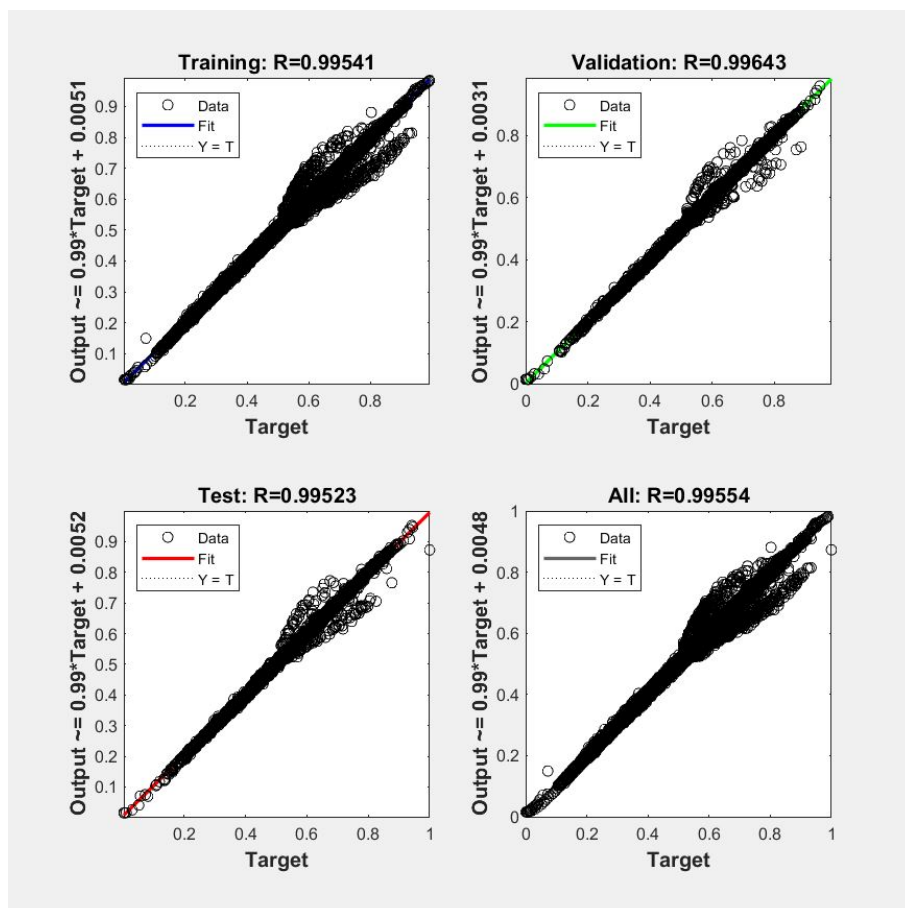 Training: R=0.99541
Output ~= 0.99*Target + 0.0051
0.9
0.8
0.7
0.6
0.5
0.4
0.3
0.2
0.1
Data
Fit
Y = T
0.2 0.4 0.6 0.8
Target
Validation: R=0.99643
Output ~= 0.99*Target + 0.0031
0.8
0.6
0.4
0.2
0
Data
Fit
Y = T
0 0.2 0.4 0.6 0.8
Target
Test: R=0.99523
Output ~= 0.99*Target + 0.0052
0.9
0.8
0.7
0.6
0.5
0.4
0.3
0.2
0.1
Data
Fit
Y = T
0.2 0.4 0.6 0.8 1
Target
All: R=0.99554
Output ~= 0.99*Target + 0.0048
1
0.8
0.6
0.4
0.2
0
Data
Fit
Y = T
0 0.2 0.4 0.6 0.8 1
Target